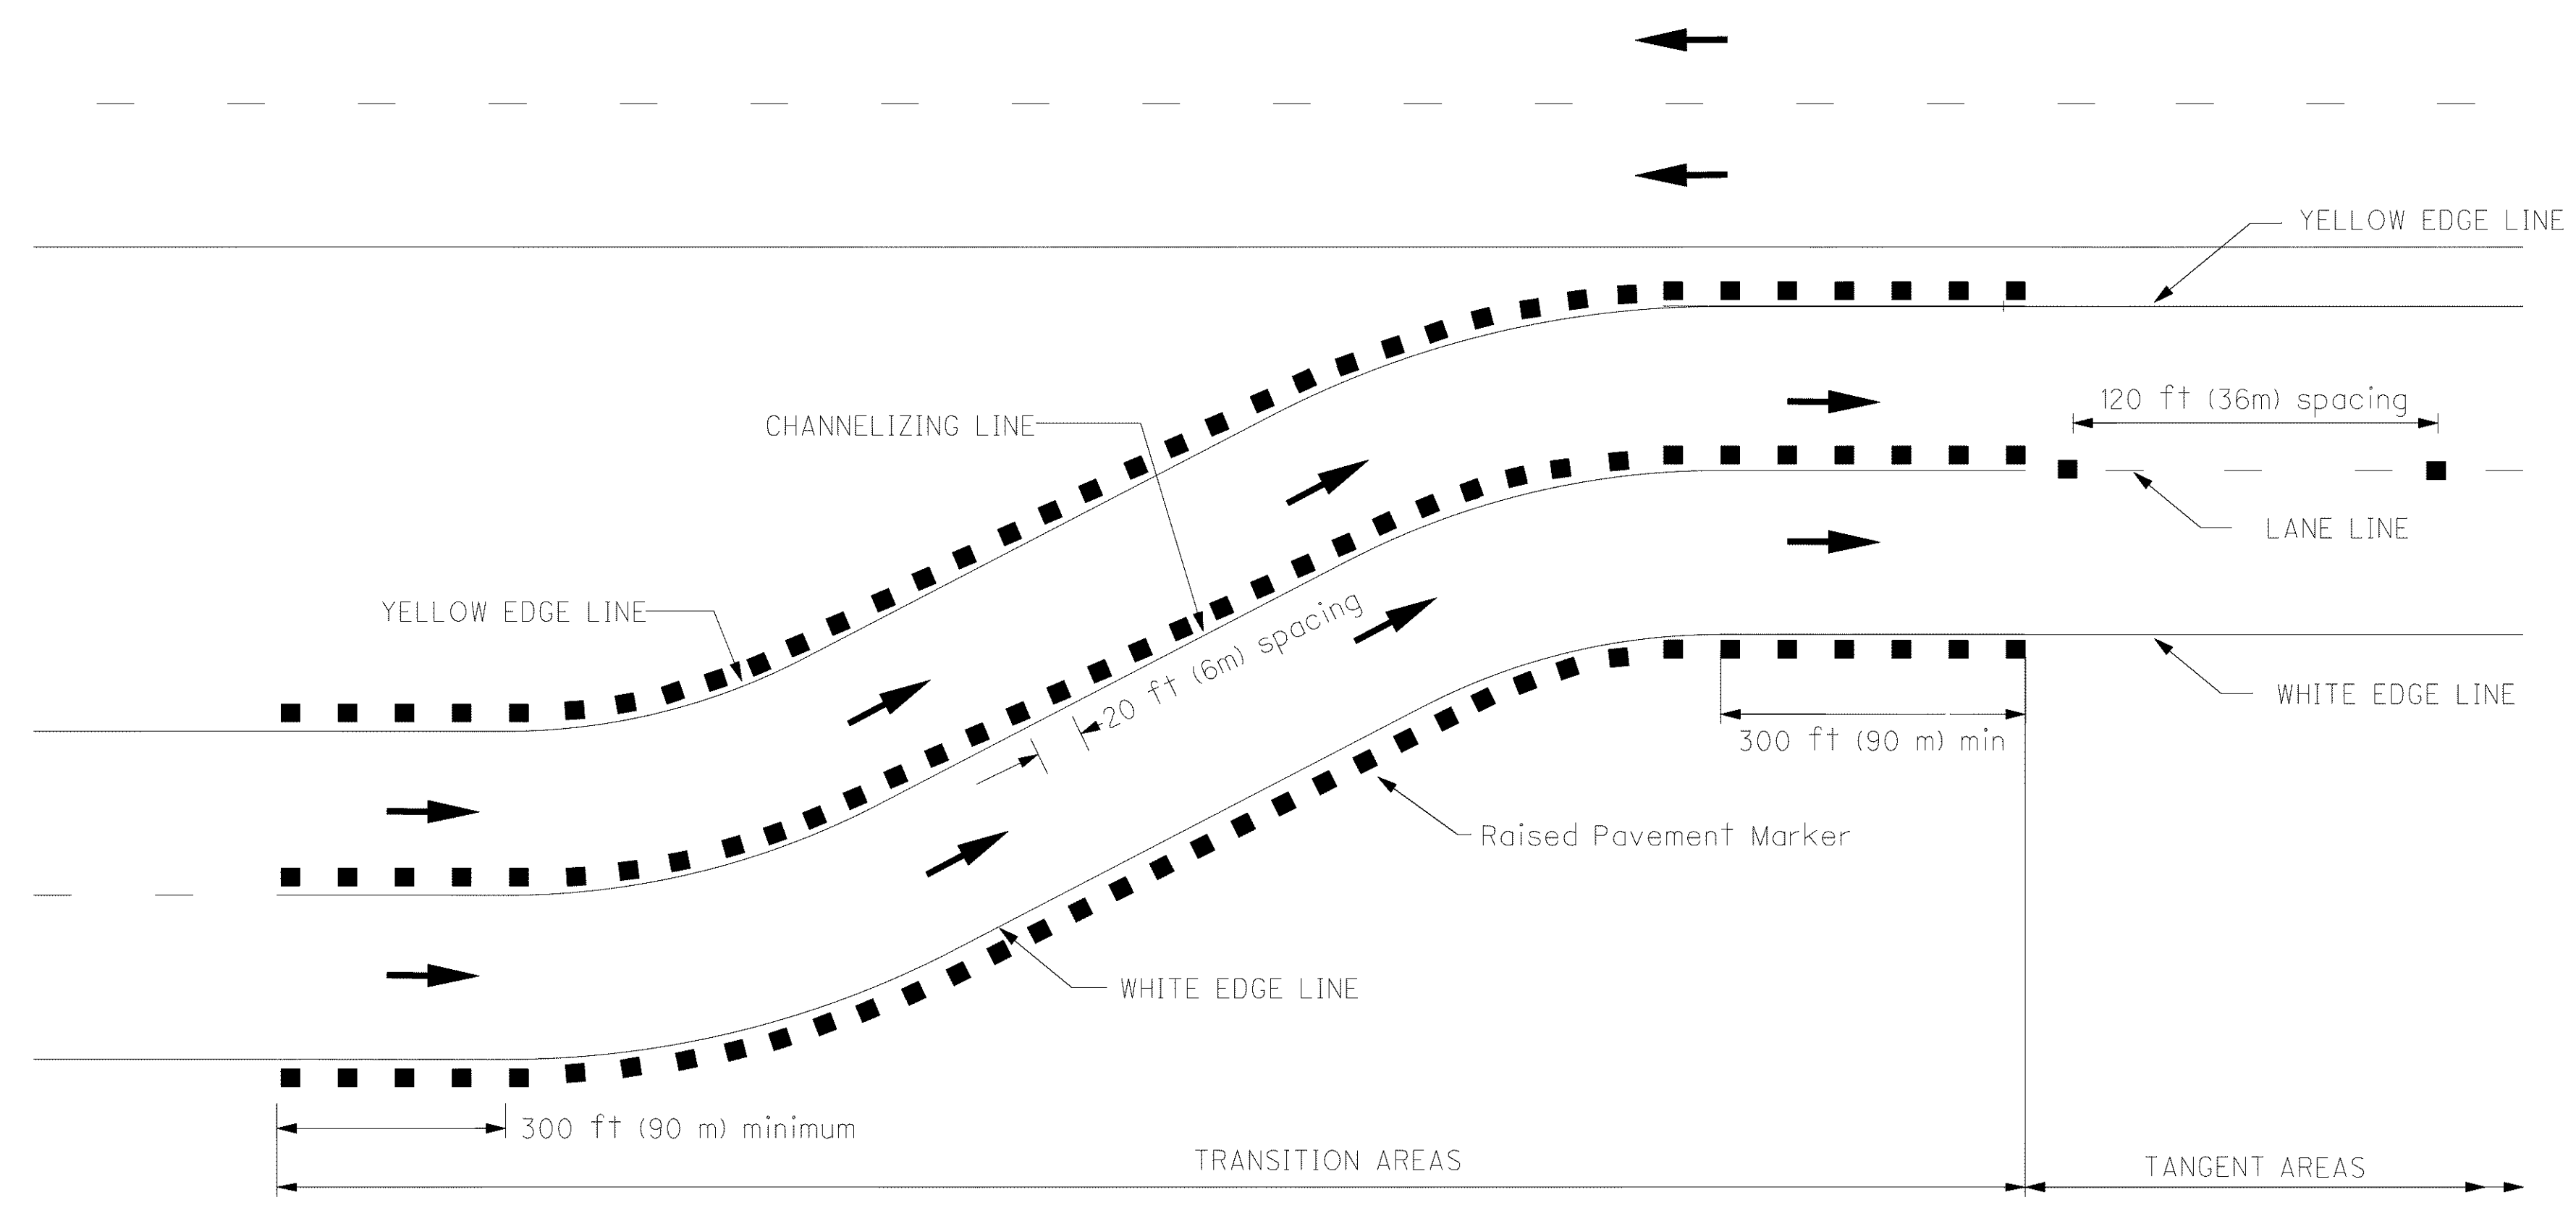 YELLOW EDGE LINE
120 ft (36m) spacing
CHANNELIZING LINE
LANE LINE
YELLOW EDGE LINE
20 ft (6m) spacing
WHITE EDGE LINE
300 ft (90 m) min
Raised Pavement Marker
WHITE EDGE LINE
300 ft (90 m) minimum
TRANSITION AREAS
TANGENT AREAS